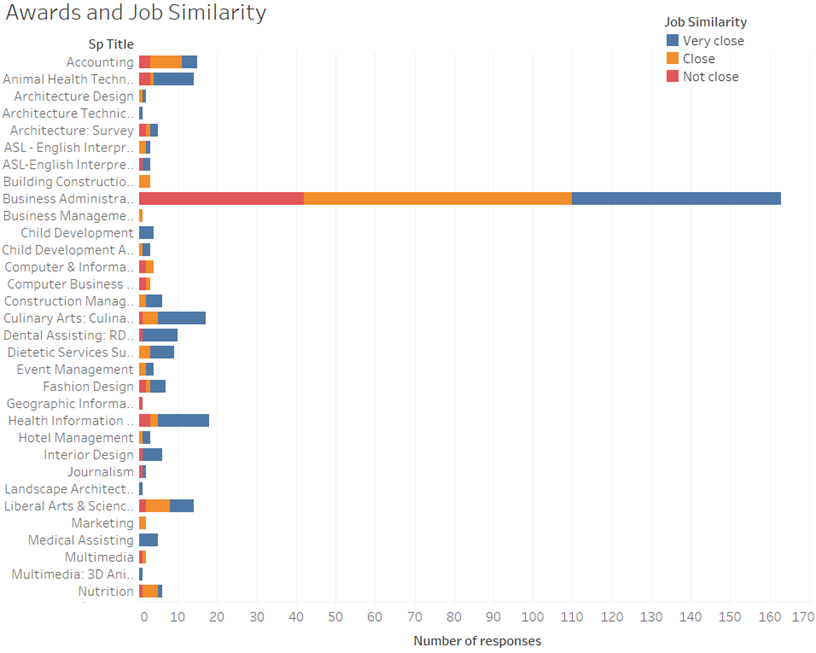 Awards and Job Similarity
Job Similarity
Very close
Close
Not close
Sp Title
Accounting
Animal Health Techn..
Architecture Design
Architecture Technic..
Architecture: Survey
ASL - English Interpr..
ASL-English Interpre..
Building Constructio..
Business Administra..
Business Manageme..
Child Development
Child Development A..
Computer & Informa..
Computer Business ..
Construction Manag..
Culinary Arts: Culina..
Dental Assisting: RD..
Dietetic Services Su..
Event Management
Fashion Design
Geographic Informa..
Health Information ..
Hotel Management
Interior Design
Journalism
Landscape Architect..
Liberal Arts & Scienc..
Marketing
Medical Assisting
Multimedia
Multimedia: 3D Ani..
Nutrition
0 10 20 30 40 50 60 70 80 90 100 110 120 130 140 150 160 170
Number of responses